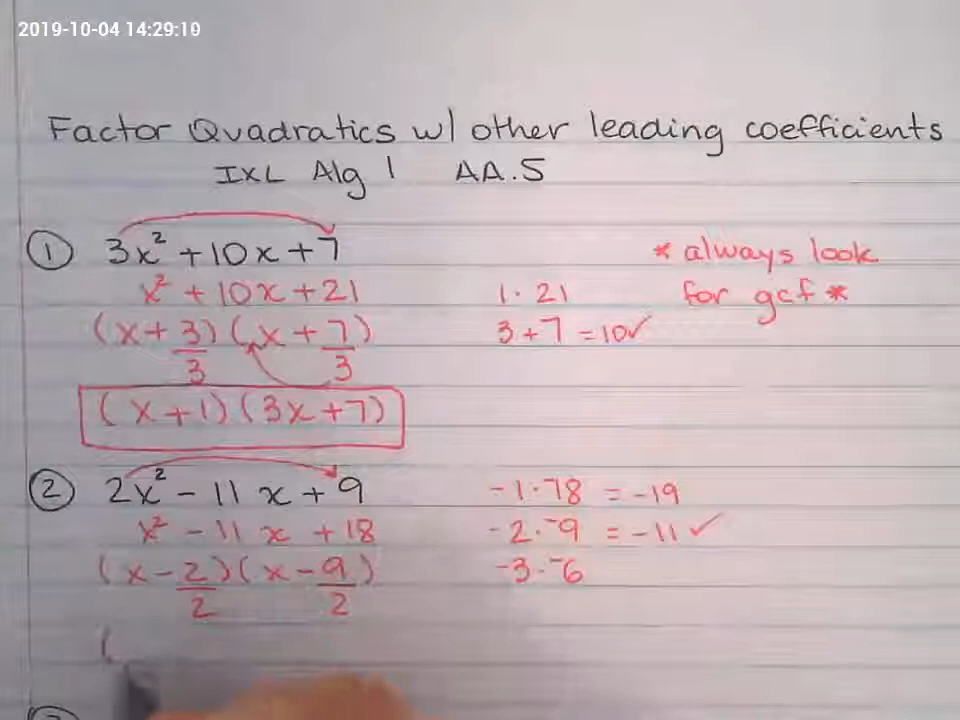 2019-10-04 14:29:10
Factor Quadratics w/ other leading coefficients
IXL Alg 1 AA.5
① 3x² + 10x + 7
* always look
for gcf *
x² + 10x + 21
1 · 21
(x + 3/3) (x + 7/3)
3 + 7 = 10 ✓
(x + 1) (3x + 7)
② 2x² - 11x + 9
-1 · 78 = -19
x² - 11x + 18
-2 · -9 = -11 ✓
(x - 2/2) (x - 9/2)
-3 · -6
(